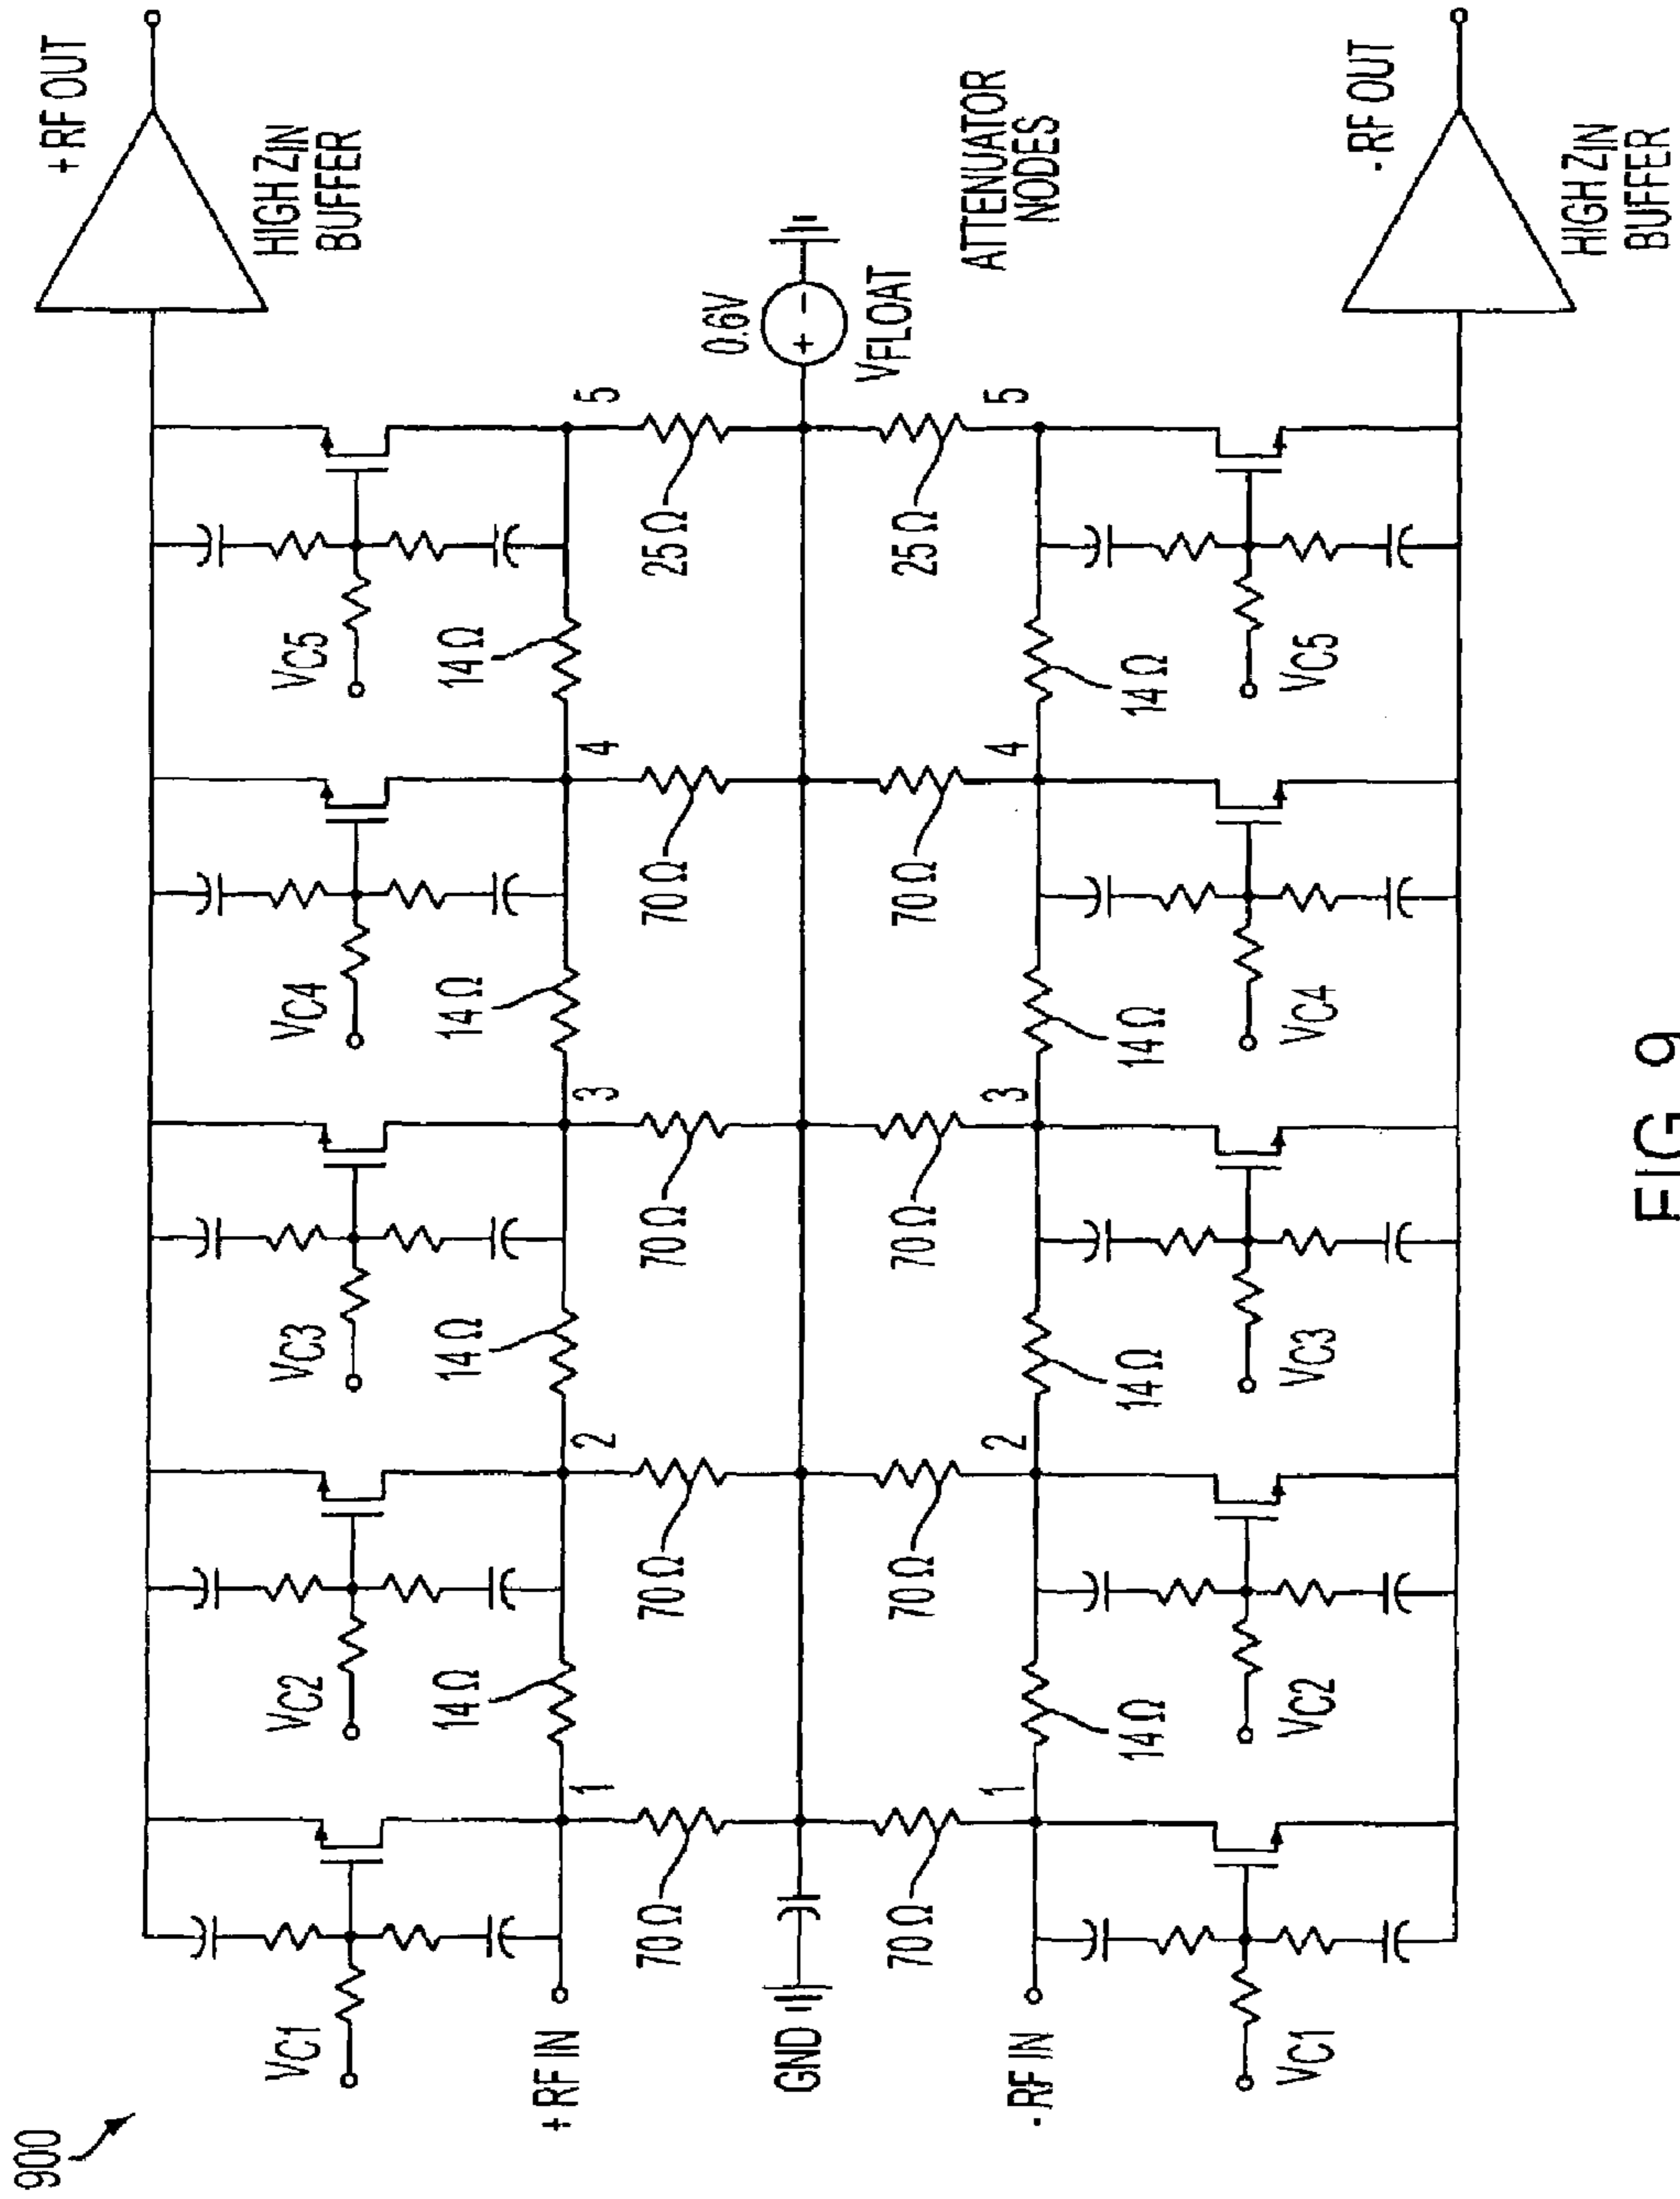 900
+RF OUT
VC1
VC2
VC3
VC4
VC5
HIGH ZIN
BUFFER
14Ω
14Ω
14Ω
14Ω
+RF IN
1
2
3
4
5
70Ω
70Ω
70Ω
70Ω
25Ω
0.6V
GND
VFLOAT
70Ω
70Ω
70Ω
70Ω
25Ω
ATTENUATOR
NODES
1
2
3
4
5
-RF IN
14Ω
14Ω
14Ω
14Ω
VC1
VC2
VC3
VC4
VC5
-RF OUT
HIGH ZIN
BUFFER
FIG 9